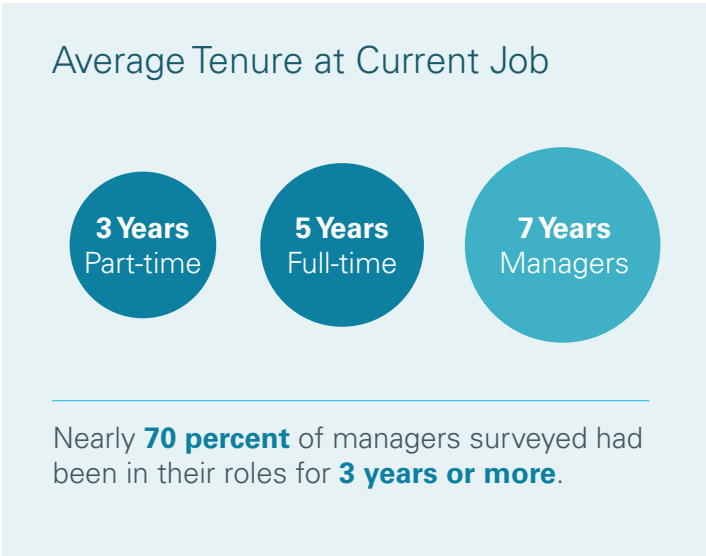 Average Tenure at Current Job
3 Years
Part-time
5 Years
Full-time
7 Years
Managers
Nearly 70 percent of managers surveyed had
been in their roles for 3 years or more.